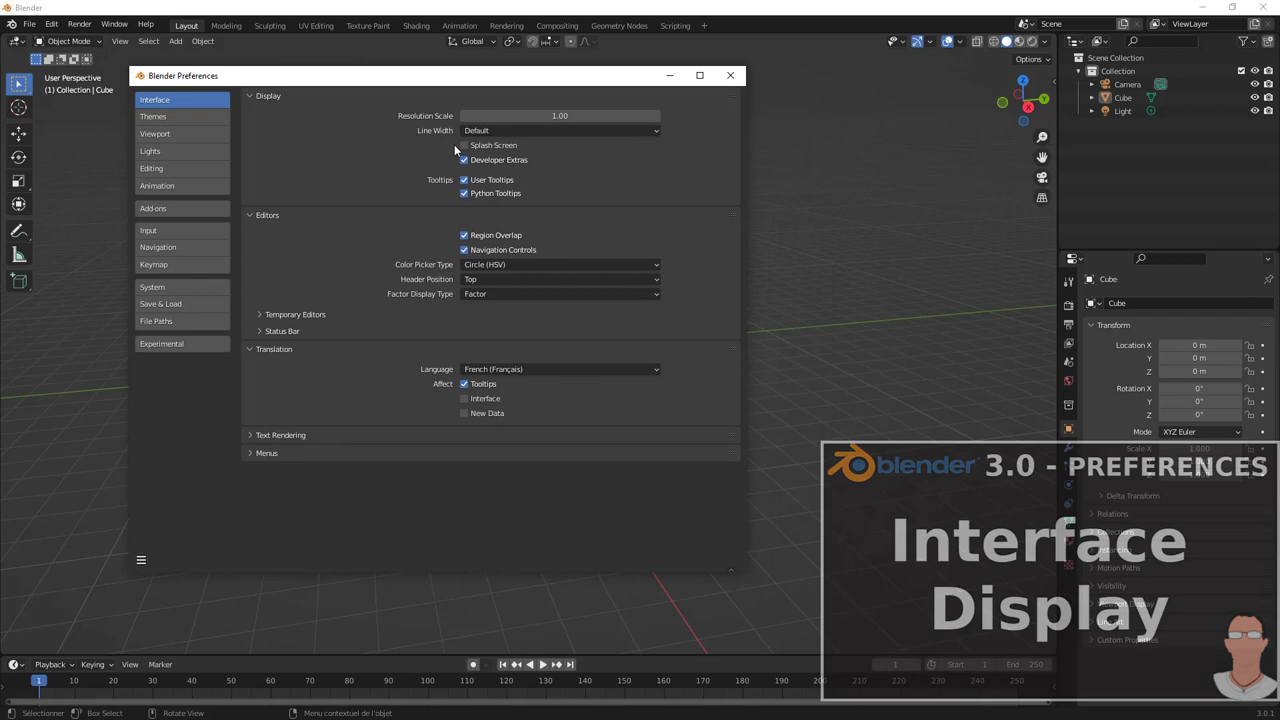 Blender
File Edit Render Window Help Layout Modeling Sculpting UV Editing Texture Paint Shading Animation Rendering Compositing Geometry Nodes Scripting + Scene ViewLayer
Object Mode View Select Add Object Global
Options
User Perspective
(1) Collection | Cube
Z
Y
X
Scene Collection
Collection
Camera
Cube
Light
Blender Preferences
Interface
Themes
Viewport
Lights
Editing
Animation
Add-ons
Input
Navigation
Keymap
System
Save & Load
File Paths
Experimental
Display
Resolution Scale 1.00
Line Width Default
Splash Screen
Developer Extras
Tooltips User Tooltips
Python Tooltips
Editors
Region Overlap
Navigation Controls
Color Picker Type Circle (HSV)
Header Position Top
Factor Display Type Factor
Temporary Editors
Status Bar
Translation
Language French (Français)
Affect Tooltips
Interface
New Data
Text Rendering
Menus
Cube
Cube
Transform
Location X 0 m
Y 0 m
Z 0 m
Rotation X 0°
Y 0°
Z 0°
Mode XYZ Euler
Scale X 1.000
Delta Transform
Relations
Collections
Instancing
Motion Paths
Visibility
Viewport Display
Line Art
Custom Properties
blender 3.0 - PREFERENCES
Interface
Display
Playback Keying View Marker 1 Start 1 End 250
1 10 20 30 40 50 60 70 80 90 100 110 120 130 140 150 160 170 180 190 200 210 220 230 240 250
Sélectionner Box Select Rotate View Menu contextuel de l'objet 3.0.1